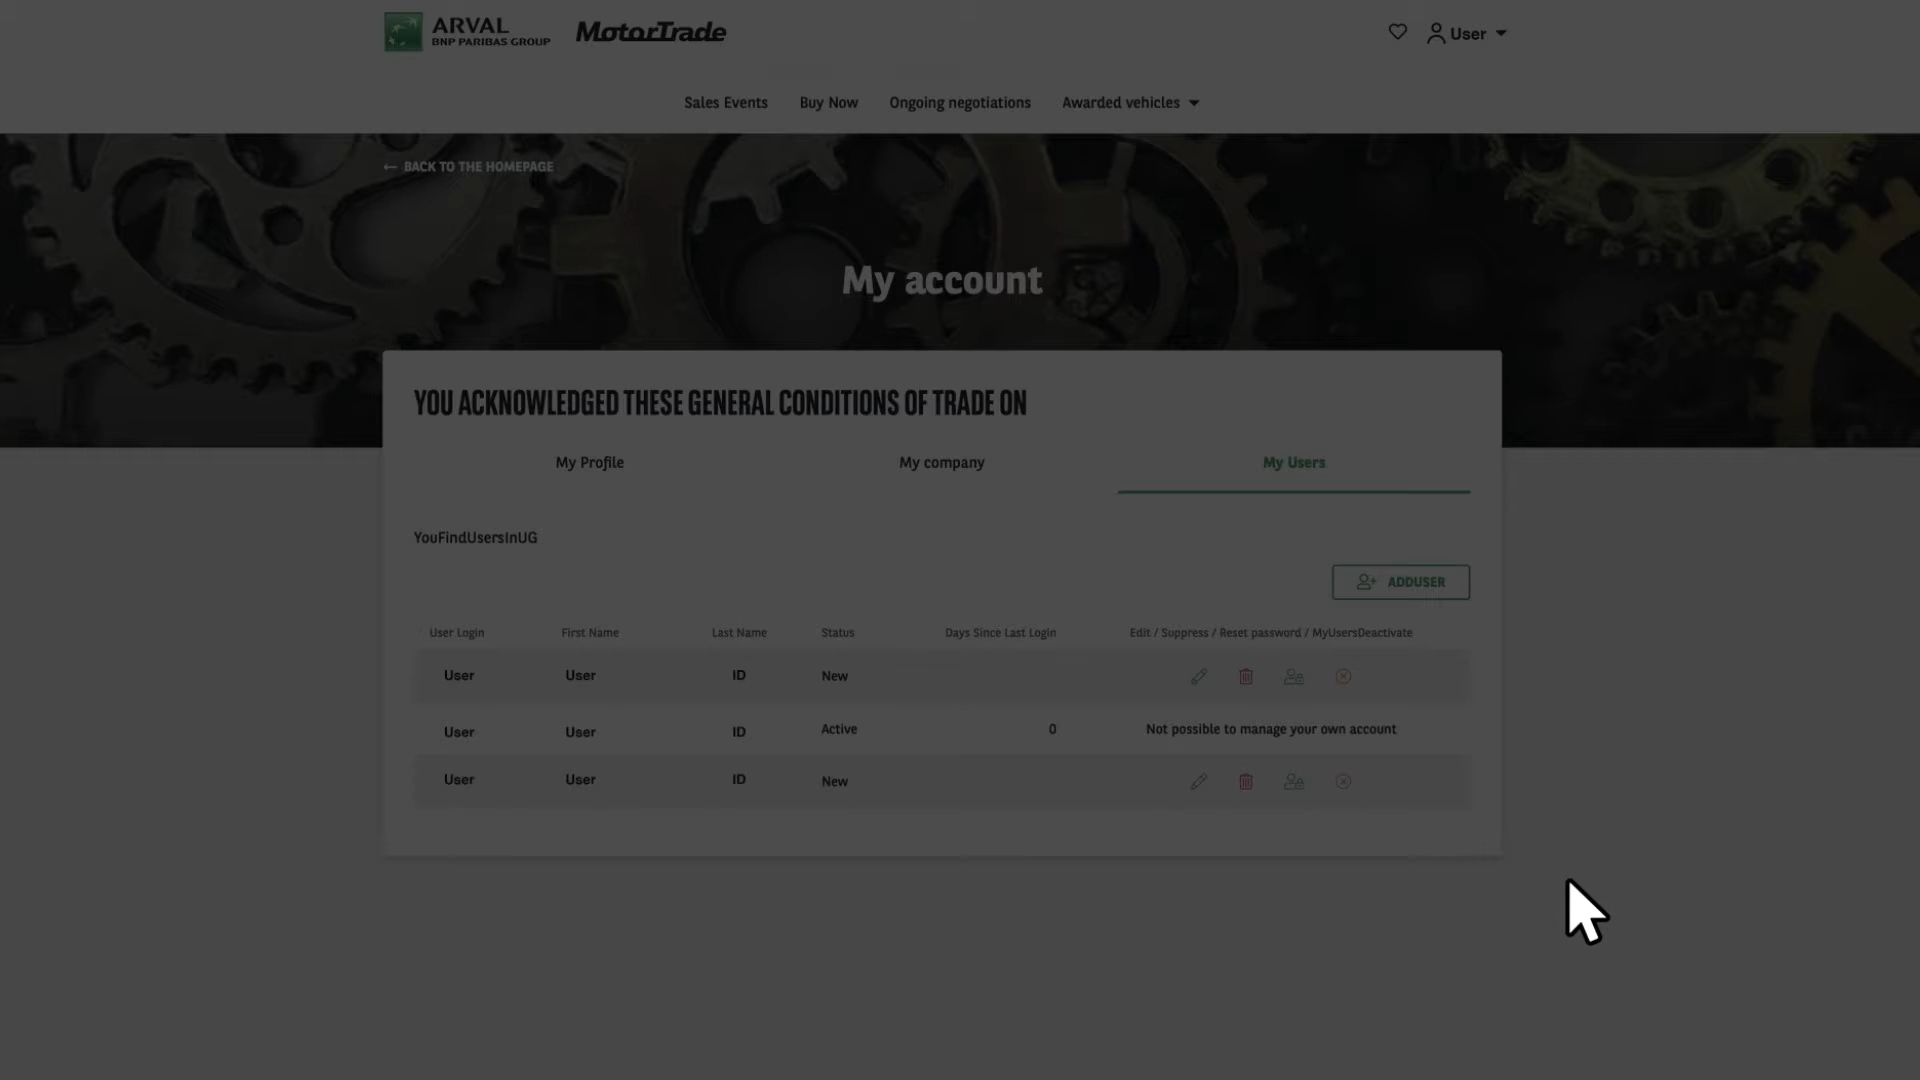 ARVAL
BNP PARIBAS GROUP
MotorTrade
User
Sales Events
Buy Now
Ongoing negotiations
Awarded vehicles
← BACK TO THE HOMEPAGE
My account
YOU ACKNOWLEDGED THESE GENERAL CONDITIONS OF TRADE ON
My Profile
My company
My Users
YouFindUsersInUG
ADDUSER
User Login First Name Last Name Status Days Since Last Login Edit / Suppress / Reset password / MyUsersDeactivate
User User ID New
User User ID Active 0 Not possible to manage your own account
User User ID New